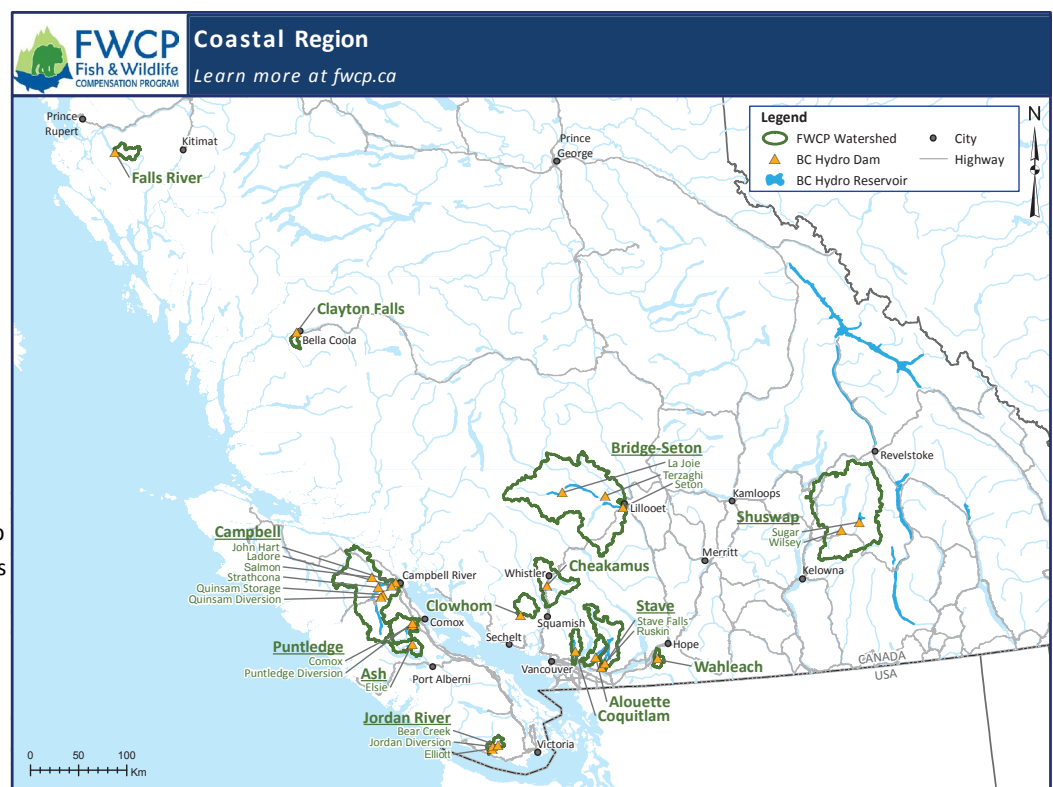 FWCP
Fish & Wildlife
COMPENSATION PROGRAM
Coastal Region
Learn more at fwcp.ca
Legend
FWCP Watershed
BC Hydro Dam
BC Hydro Reservoir
City
Highway
N
Prince
Rupert
Kitimat
Falls River
Prince
George
Clayton Falls
Bella Coola
Bridge-Seton
La Joie
Terzaghi
Seton
Lillooet
Revelstoke
Kamloops
Shuswap
Sugar
Wilsey
Merritt
Kelowna
Campbell
John Hart
Ladore
Salmon
Strathcona
Quinsam Storage
Quinsam Diversion
Campbell River
Whistler
Cheakamus
Clowhom
Comox
Squamish
Stave
Stave Falls
Ruskin
Sechelt
Hope
Puntledge
Comox
Puntledge Diversion
Ash
Elsie
Port Alberni
Vancouver
Wahleach
CANADA
USA
Alouette
Coquitlam
Jordan River
Bear Creek
Jordan Diversion
Elliott
Victoria
0 50 100
Km
s